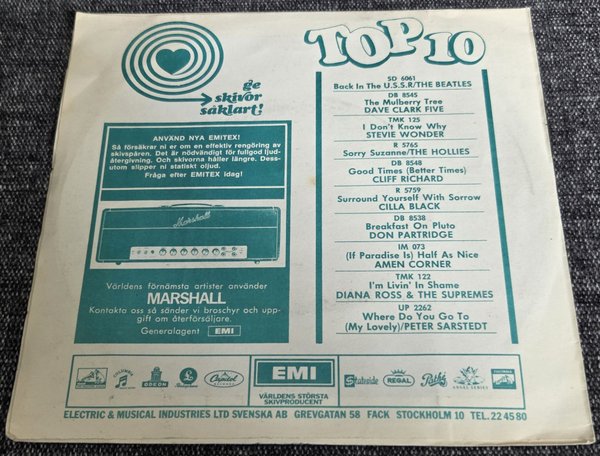 ge
skivor
såklart!
ANVÄND NYA EMITEX!
Så försäkrar ni er om en effektiv rengöring av
skivspåren. Det är nödvändigt för fullgod ljud-
återgivning. Och skivorna håller längre. Dess-
utom slipper ni statiskt oljud.
Fråga efter EMITEX idag!
Marshall
Världens förnämsta artister använder
MARSHALL
Kontakta oss så sänder vi broschyr och upp-
gift om återförsäljare.
Generalagent EMI
TOP 10
SD 6061
Back In The U.S.S.R/THE BEATLES
DB 8545
The Mulberry Tree
DAVE CLARK FIVE
TMK 125
I Don't Know Why
STEVIE WONDER
R 5765
Sorry Suzanne/THE HOLLIES
DB 8548
Good Times (Better Times)
CLIFF RICHARD
R 5759
Surround Yourself With Sorrow
CILLA BLACK
DB 8538
Breakfast On Pluto
DON PARTRIDGE
IM 073
(If Paradise Is) Half As Nice
AMEN CORNER
TMK 122
I'm Livin' In Shame
DIANA ROSS & THE SUPREMES
UP 2262
Where Do You Go To
(My Lovely)/PETER SARSTEDT
COLUMBIA
ODEON
Capitol
EMI
VÄRLDENS STÖRSTA
SKIVPRODUCENT
Stateside
REGAL
Pathé
ANGEL SERIES
ELECTRIC & MUSICAL INDUSTRIES LTD SVENSKA AB GREVGATAN 58 FACK STOCKHOLM 10 TEL. 22 45 80